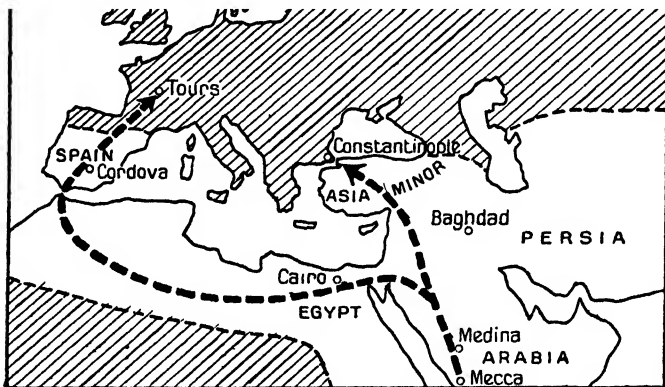 Tours
Constantinople
SPAIN
Cordova
ASIA
MINOR
Baghdad
PERSIA
Cairo
EGYPT
Medina
ARABIA
Mecca